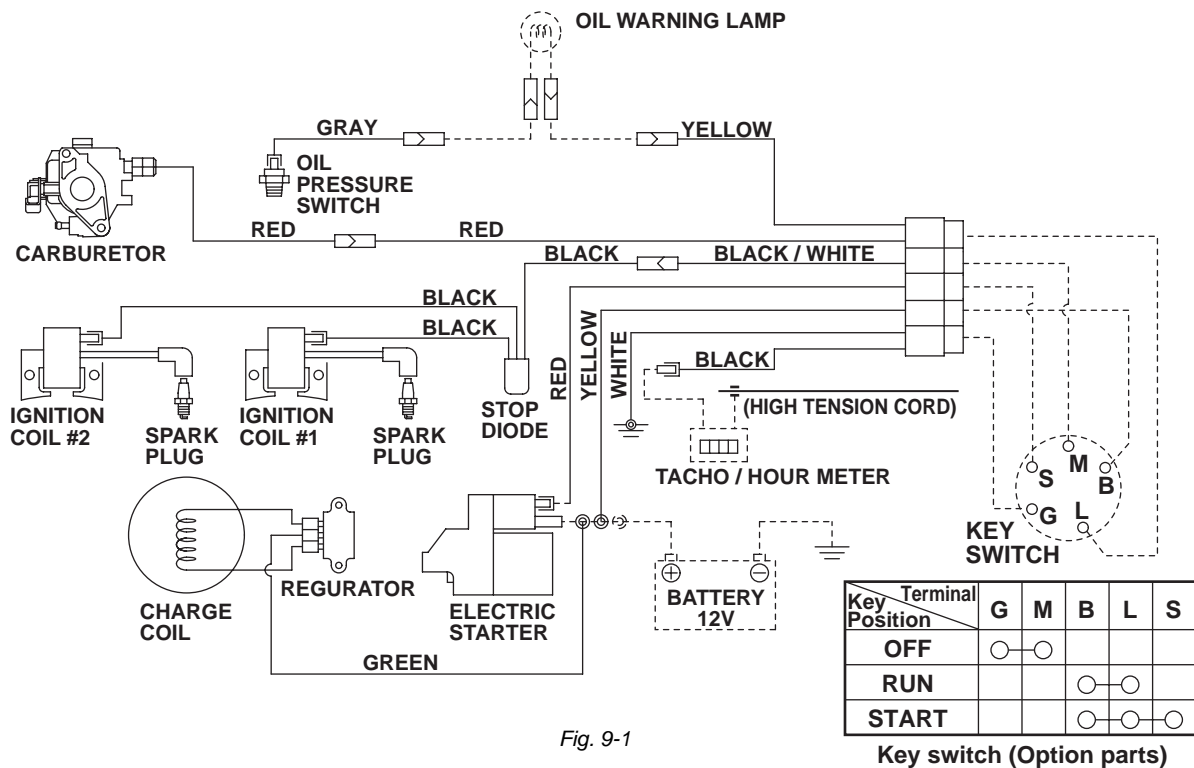 OIL WARNING LAMP
GRAY
YELLOW
OIL
PRESSURE
SWITCH
CARBURETOR
RED
RED
BLACK
BLACK / WHITE
BLACK
BLACK
RED
YELLOW
WHITE
BLACK
(HIGH TENSION CORD)
IGNITION
COIL #2
SPARK
PLUG
IGNITION
COIL #1
SPARK
PLUG
STOP
DIODE
TACHO / HOUR METER
M
S
B
G
L
KEY
SWITCH
CHARGE
COIL
REGURATOR
ELECTRIC
STARTER
BATTERY
12V
GREEN
Key Position Terminal G M B L S
OFF
RUN
START
Fig. 9-1
Key switch (Option parts)